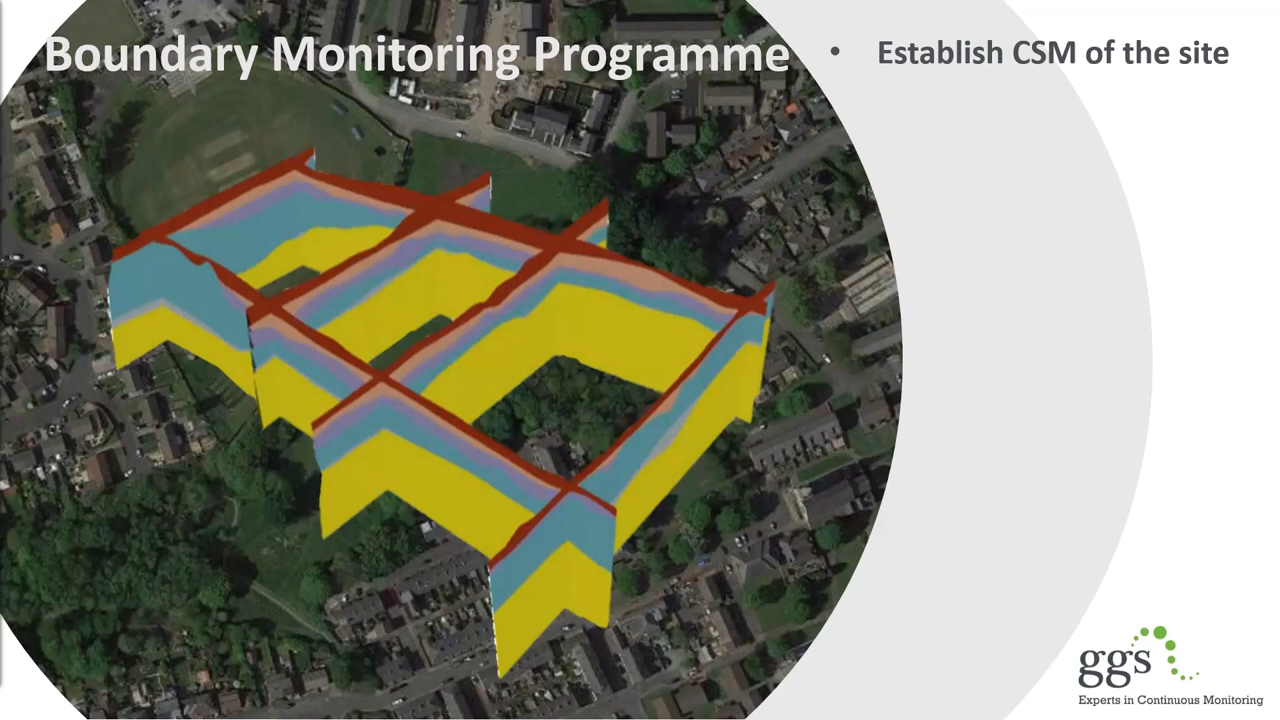 Boundary Monitoring Programme
• Establish CSM of the site
ggs
Experts in Continuous Monitoring